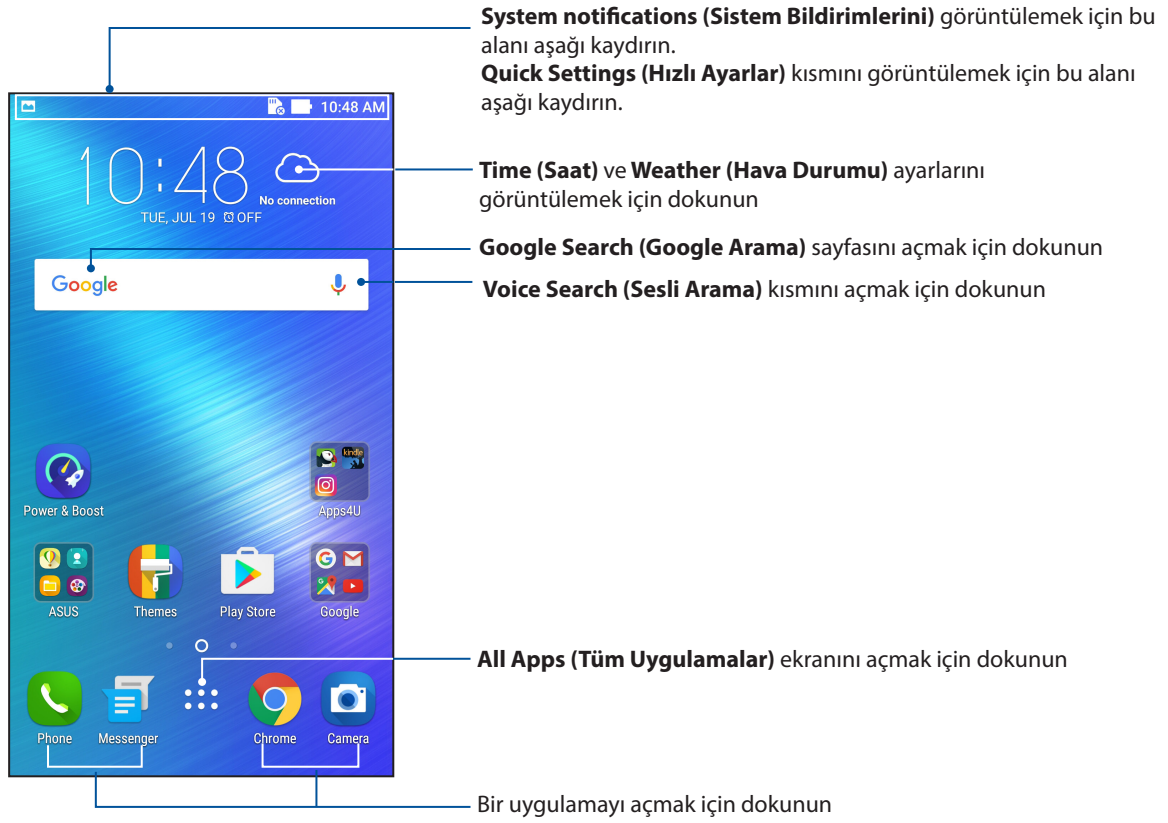 System notifications (Sistem Bildirimlerini) görüntülemek için bu
alanı aşağı kaydırın.
Quick Settings (Hızlı Ayarlar) kısmını görüntülemek için bu alanı
aşağı kaydırın.
10:48 AM
10:48
No connection
TUE, JUL 19 OFF
Time (Saat) ve Weather (Hava Durumu) ayarlarını
görüntülemek için dokunun
Google Search (Google Arama) sayfasını açmak için dokunun
Google
Voice Search (Sesli Arama) kısmını açmak için dokunun
kindle
Power & Boost
Apps4U
ASUS
Themes
Play Store
Google
All Apps (Tüm Uygulamalar) ekranını açmak için dokunun
Phone
Messenger
Chrome
Camera
Bir uygulamayı açmak için dokunun